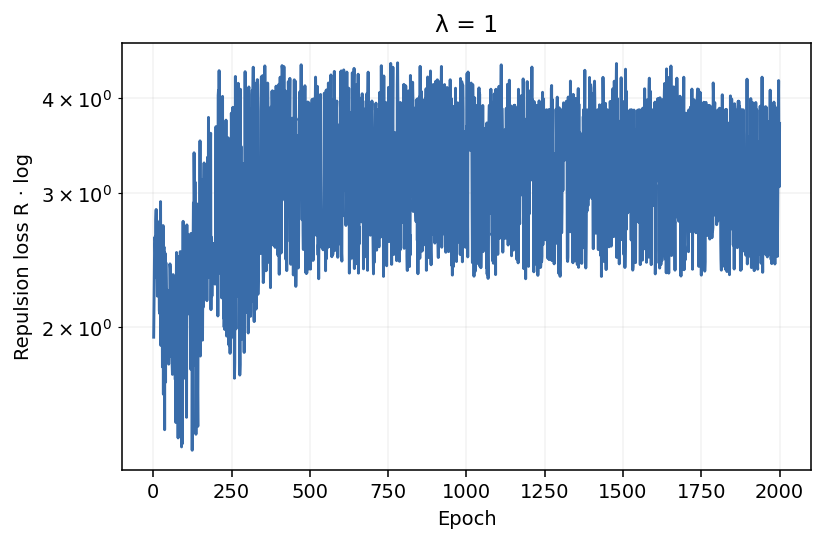 λ = 1
Repulsion loss R · log
4 × 10⁰
3 × 10⁰
2 × 10⁰
0 250 500 750 1000 1250 1500 1750 2000
Epoch